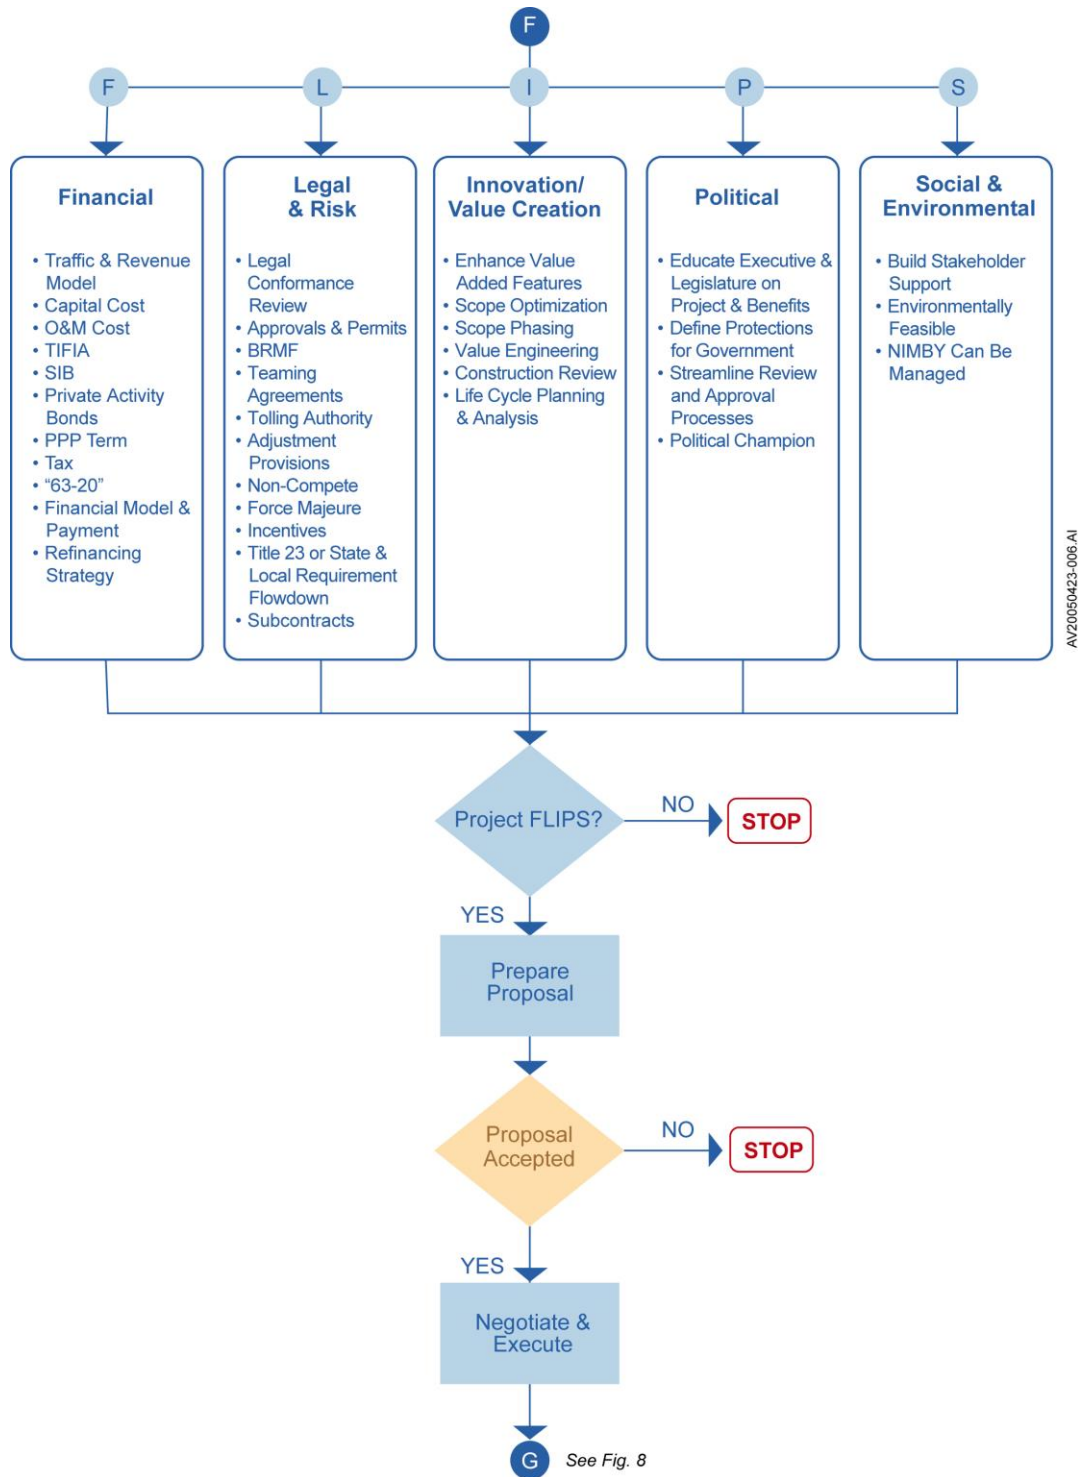 F
F
L
I
P
S
Financial
• Traffic & Revenue
Model
• Capital Cost
• O&M Cost
• TIFIA
• SIB
• Private Activity
Bonds
• PPP Term
• Tax
• “63-20”
• Financial Model &
Payment
• Refinancing
Strategy
Legal
& Risk
• Legal
Conformance
Review
• Approvals & Permits
• BRMF
• Teaming
Agreements
• Tolling Authority
• Adjustment
Provisions
• Non-Compete
• Force Majeure
• Incentives
• Title 23 or State &
Local Requirement
Flowdown
• Subcontracts
Innovation/
Value Creation
• Enhance Value
Added Features
• Scope Optimization
• Scope Phasing
• Value Engineering
• Construction Review
• Life Cycle Planning
& Analysis
Political
• Educate Executive &
Legislature on
Project & Benefits
• Define Protections
for Government
• Streamline Review
and Approval
Processes
• Political Champion
Social &
Environmental
• Build Stakeholder
Support
• Environmentally
Feasible
• NIMBY Can Be
Managed
AV20050423-006.AI
Project FLIPS?
NO
STOP
YES
Prepare
Proposal
Proposal
Accepted
NO
STOP
YES
Negotiate &
Execute
G
See Fig. 8